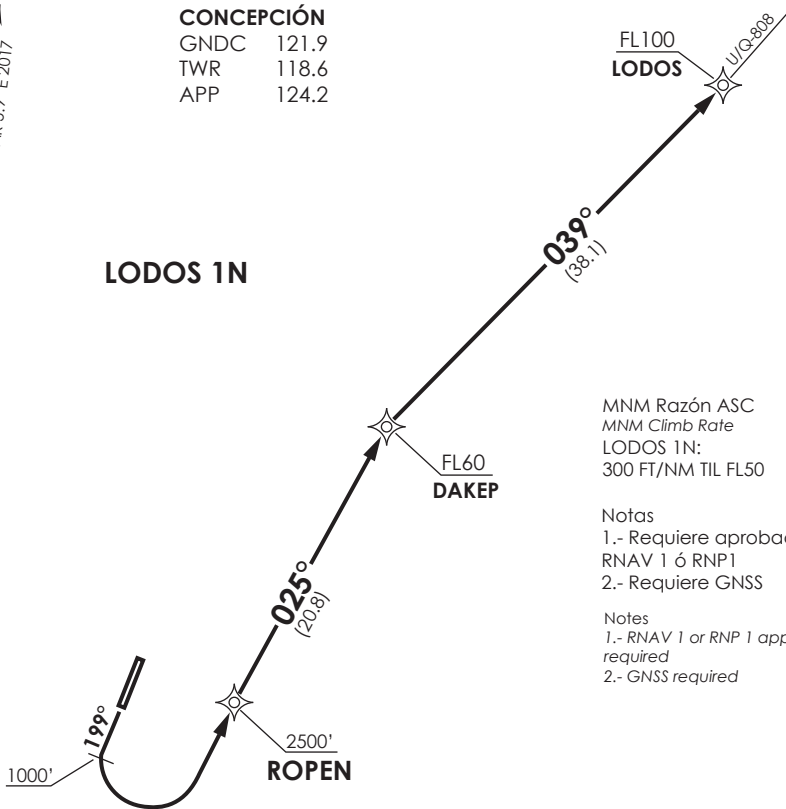 CONCEPCIÓN
GNDC 121.9
TWR 118.6
APP 124.2
E 2017
FL100
LODOS
U/Q-808
LODOS 1N
039°
(38.1)
FL60
DAKEP
MNM Razón ASC
MNM Climb Rate
LODOS 1N:
300 FT/NM TIL FL50
Notas
1.- Requiere
RNAV 1 ó RNP1
2.- Requiere GNSS
Notes
1.- RNAV 1 or RNP 1
required
2.- GNSS required
025°
(20.8)
199°
1000'
2500'
ROPEN